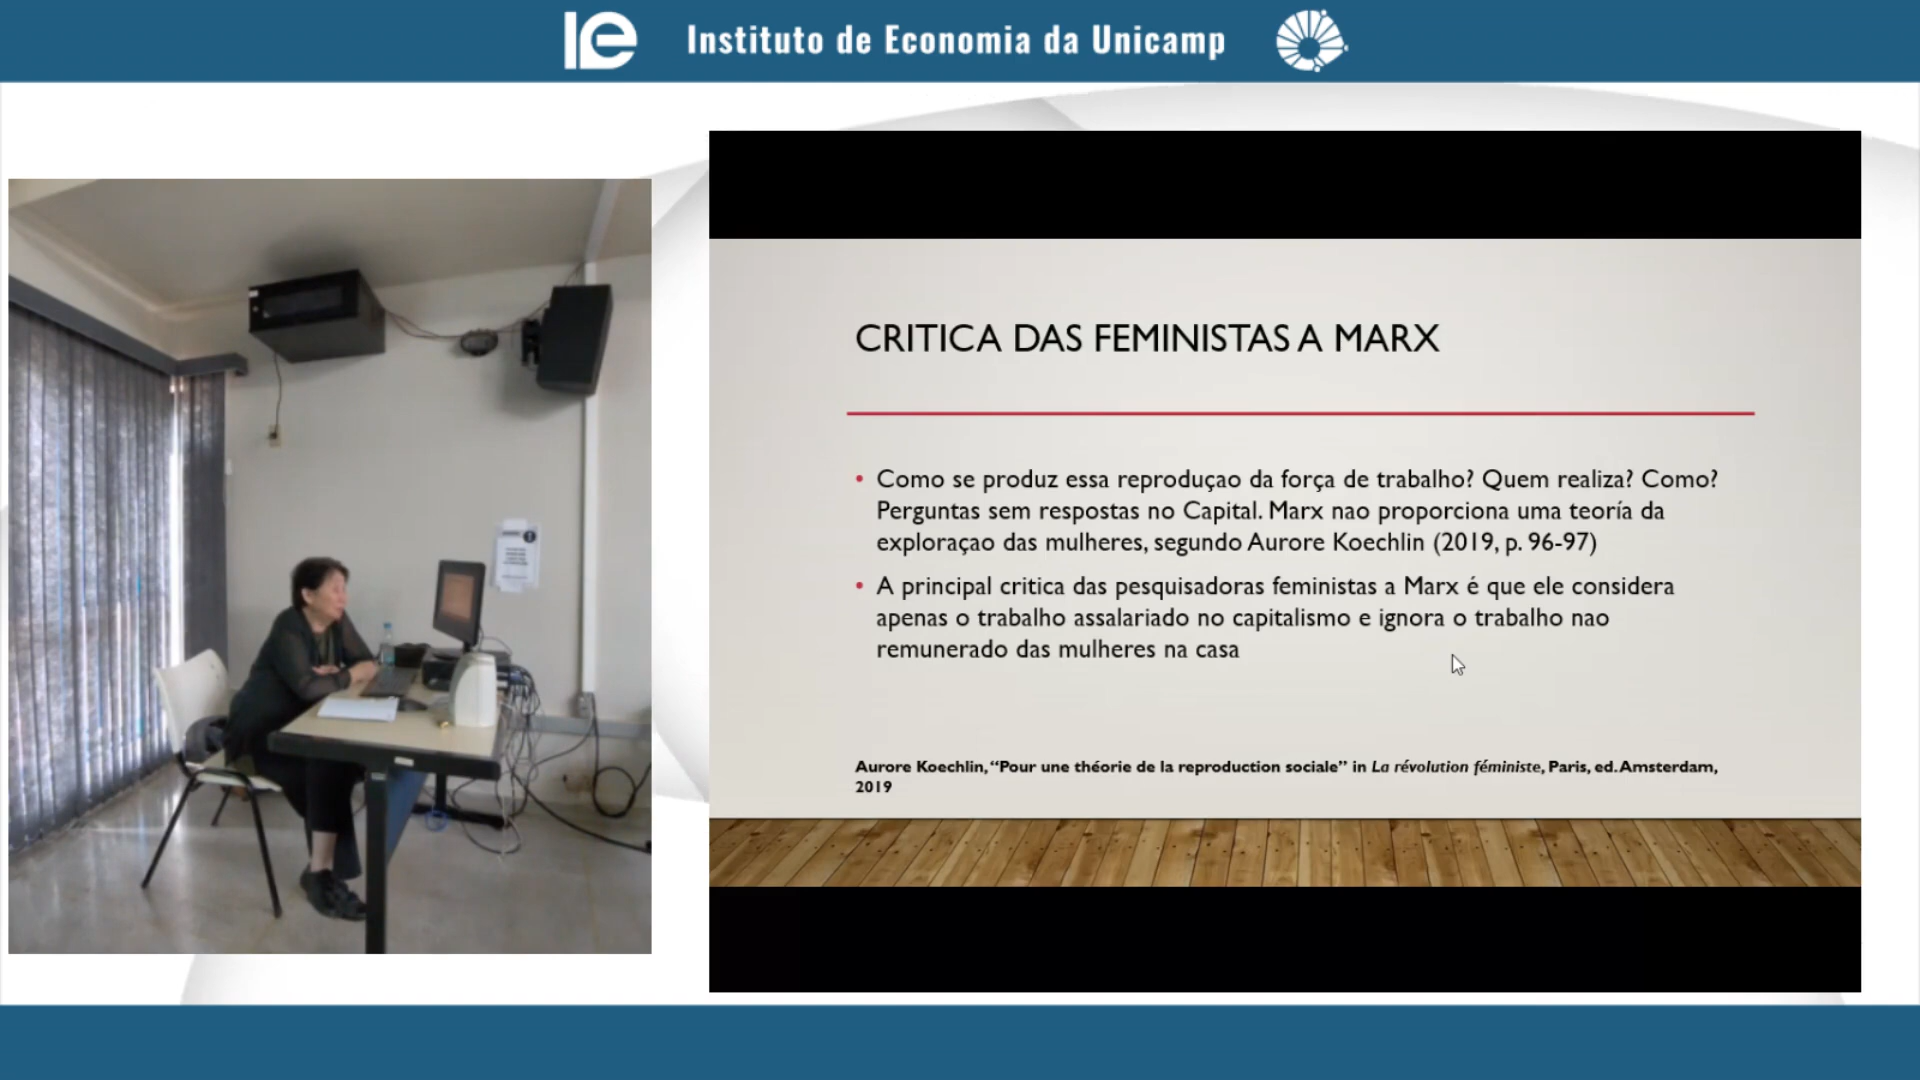 Instituto de Economia da Unicamp
CRITICA DAS FEMINISTAS A MARX
• Como se produz essa reproduçao da força de trabalho? Quem realiza? Como?
Perguntas sem respostas no Capital. Marx nao proporciona uma teoría da
exploraçao das mulheres, segundo Aurore Koechlin (2019, p. 96-97)
• A principal critica das pesquisadoras feministas a Marx é que ele considera
apenas o trabalho assalariado no capitalismo e ignora o trabalho nao
remunerado das mulheres na casa
Aurore Koechlin, “Pour une théorie de la reproduction sociale” in La révolution féministe, Paris, ed. Amsterdam,
2019